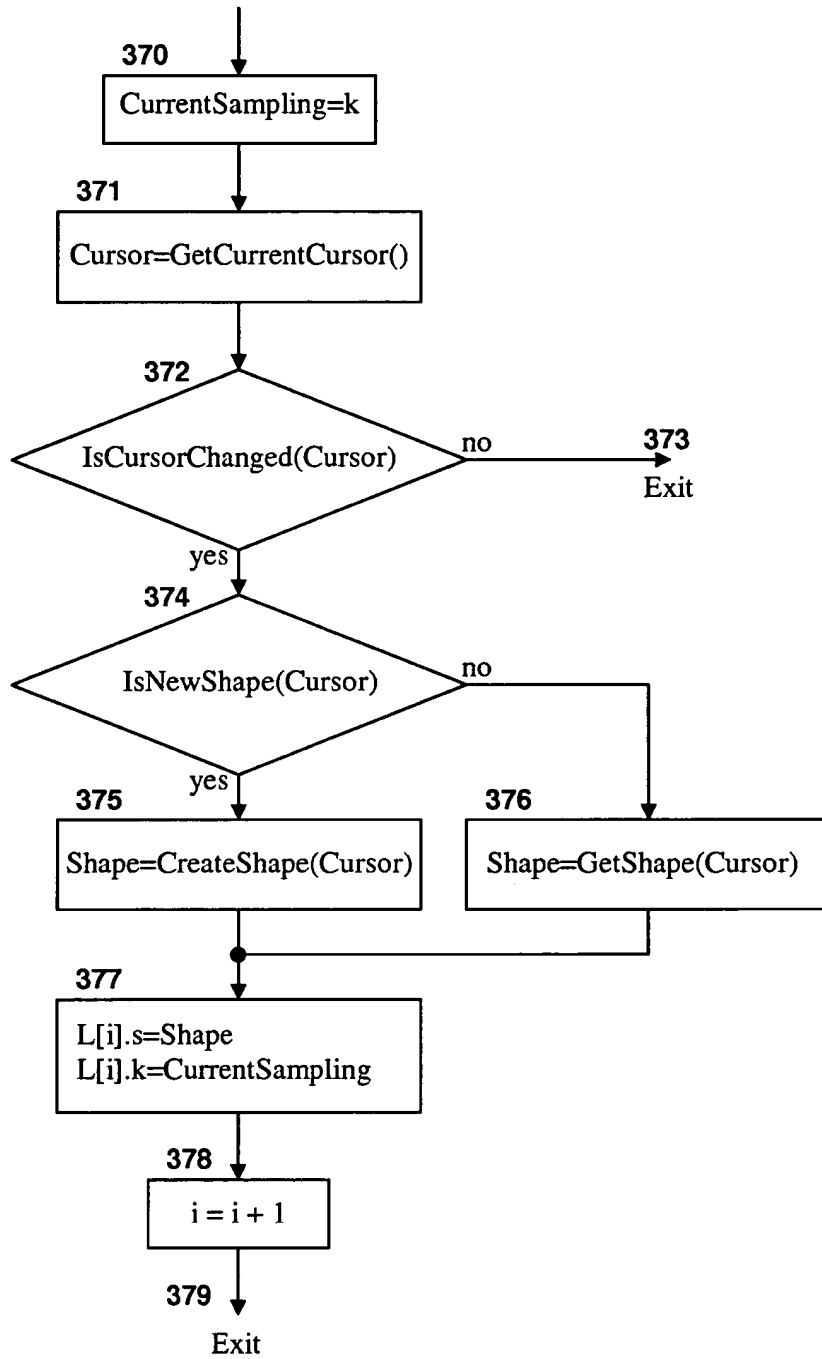 370
CurrentSampling=k
371
Cursor=GetCurrentCursor()
372
IsCursorChanged(Cursor)
no
373
Exit
yes
374
IsNewShape(Cursor)
no
yes
375
Shape=CreateShape(Cursor)
376
Shape=GetShape(Cursor)
377
L[i].s=Shape
L[i].k=CurrentSampling
378
i = i + 1
379
Exit